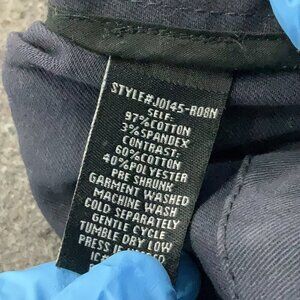 STYLE#J0145-R08N
SELF:
97%COTTON
3%SPANDEX
CONTRAST:
60%COTTON
40%POLYESTER
PRE SHRUNK
GARMENT WASHED
MACHINE WASH
COLD SEPARATELY
GENTLE CYCLE
TUMBLE DRY LOW
PRESS IF